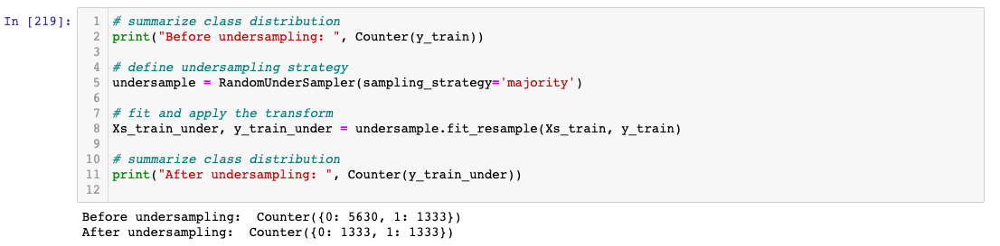 In [219]:
1 # summarize class distribution
2 print("Before undersampling: ", Counter(y_train))
3
4 # define undersampling strategy
5 undersample = RandomUnderSampler(sampling_strategy='majority')
6
7 # fit and apply the transform
8 Xs_train_under, y_train_under = undersample.fit_resample(Xs_train, y_train)
9
10 # summarize class distribution
11 print("After undersampling: ", Counter(y_train_under))
12
Before undersampling:  Counter({0: 5630, 1: 1333})
After undersampling:  Counter({0: 1333, 1: 1333})